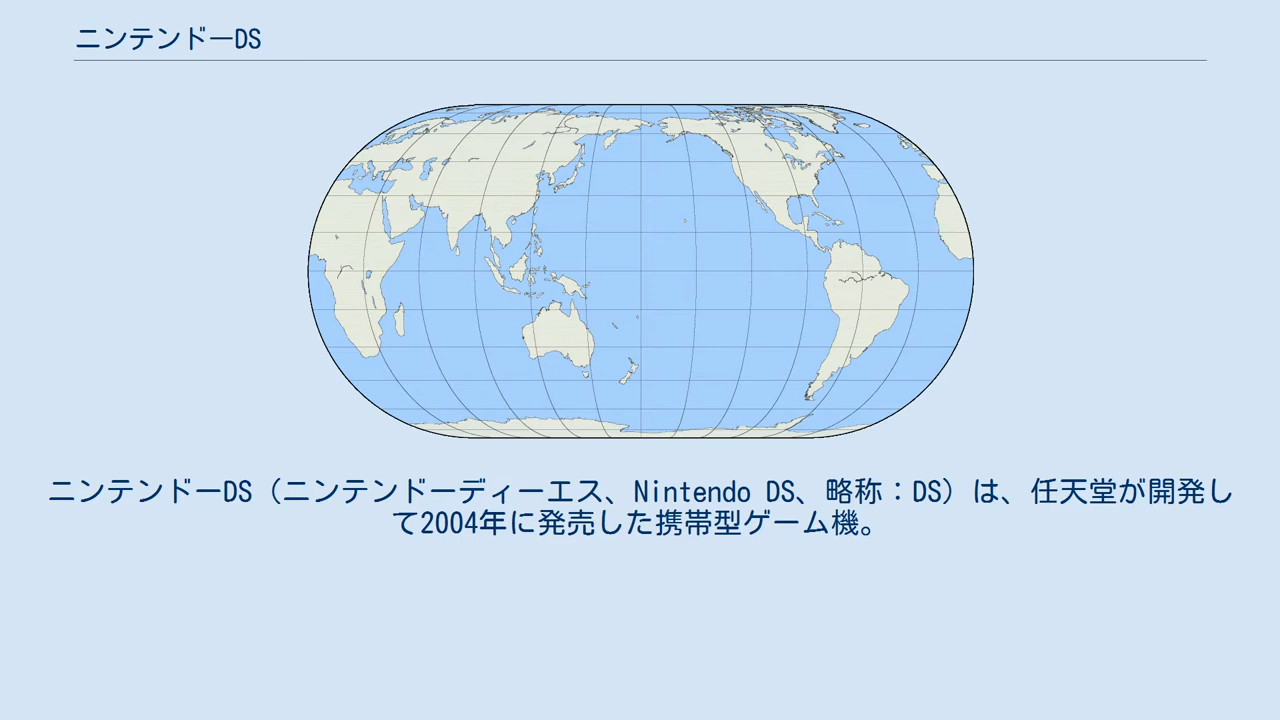 ニンテンドーDS
ニンテンドーDS（ニンテンドーディーエス、Nintendo DS、略称：DS）は、任天堂が開発し
て2004年に発売した携帯型ゲーム機。